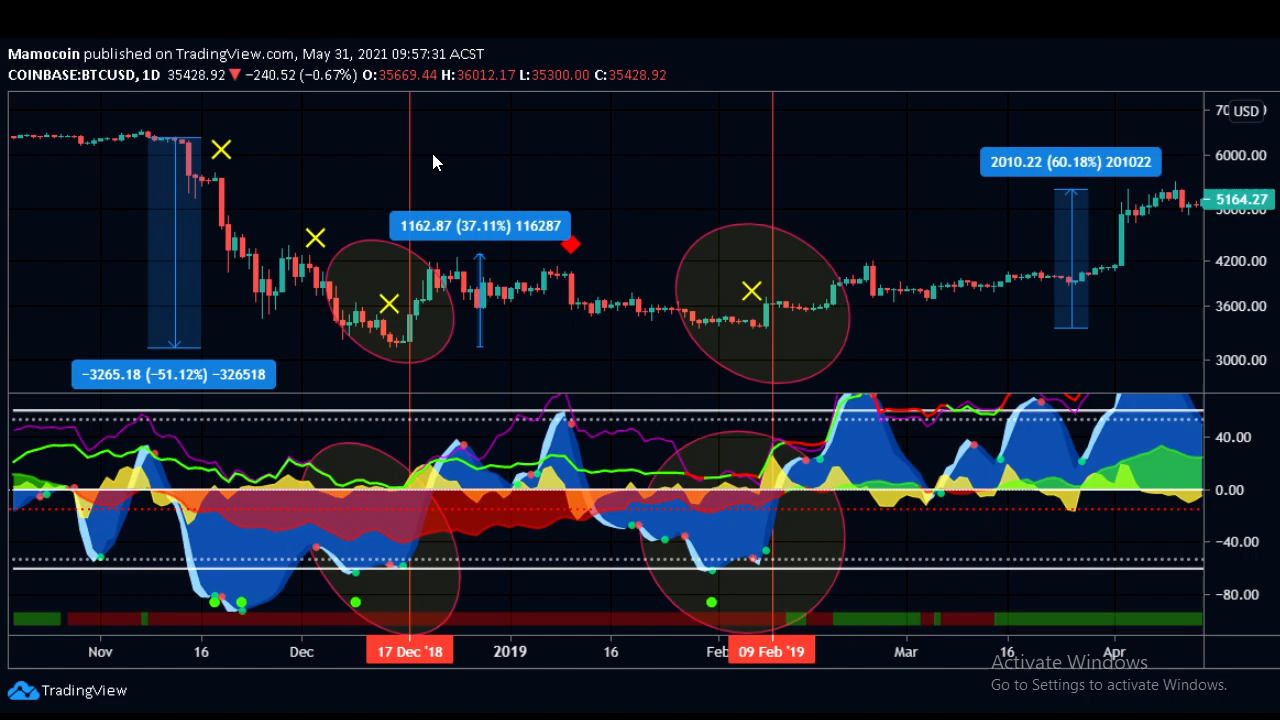 Mamocoin published on TradingView.com, May 31, 2021 09:57:31 ACST
COINBASE:BTCUSD, 1D 35428.92 ▼ −240.52 (−0.67%) O:35669.44 H:36012.17 L:35300.00 C:35428.92
USD
6000.00
2010.22 (60.18%) 201022
5164.27
1162.87 (37.11%) 116287
4200.00
3600.00
3000.00
−3265.18 (−51.12%) −326518
40.00
0.00
−40.00
−80.00
Nov 16 Dec 17 Dec '18 2019 16 Feb 09 Feb '19 Mar 16 Apr
Activate Windows
Go to Settings to activate Windows.
TradingView